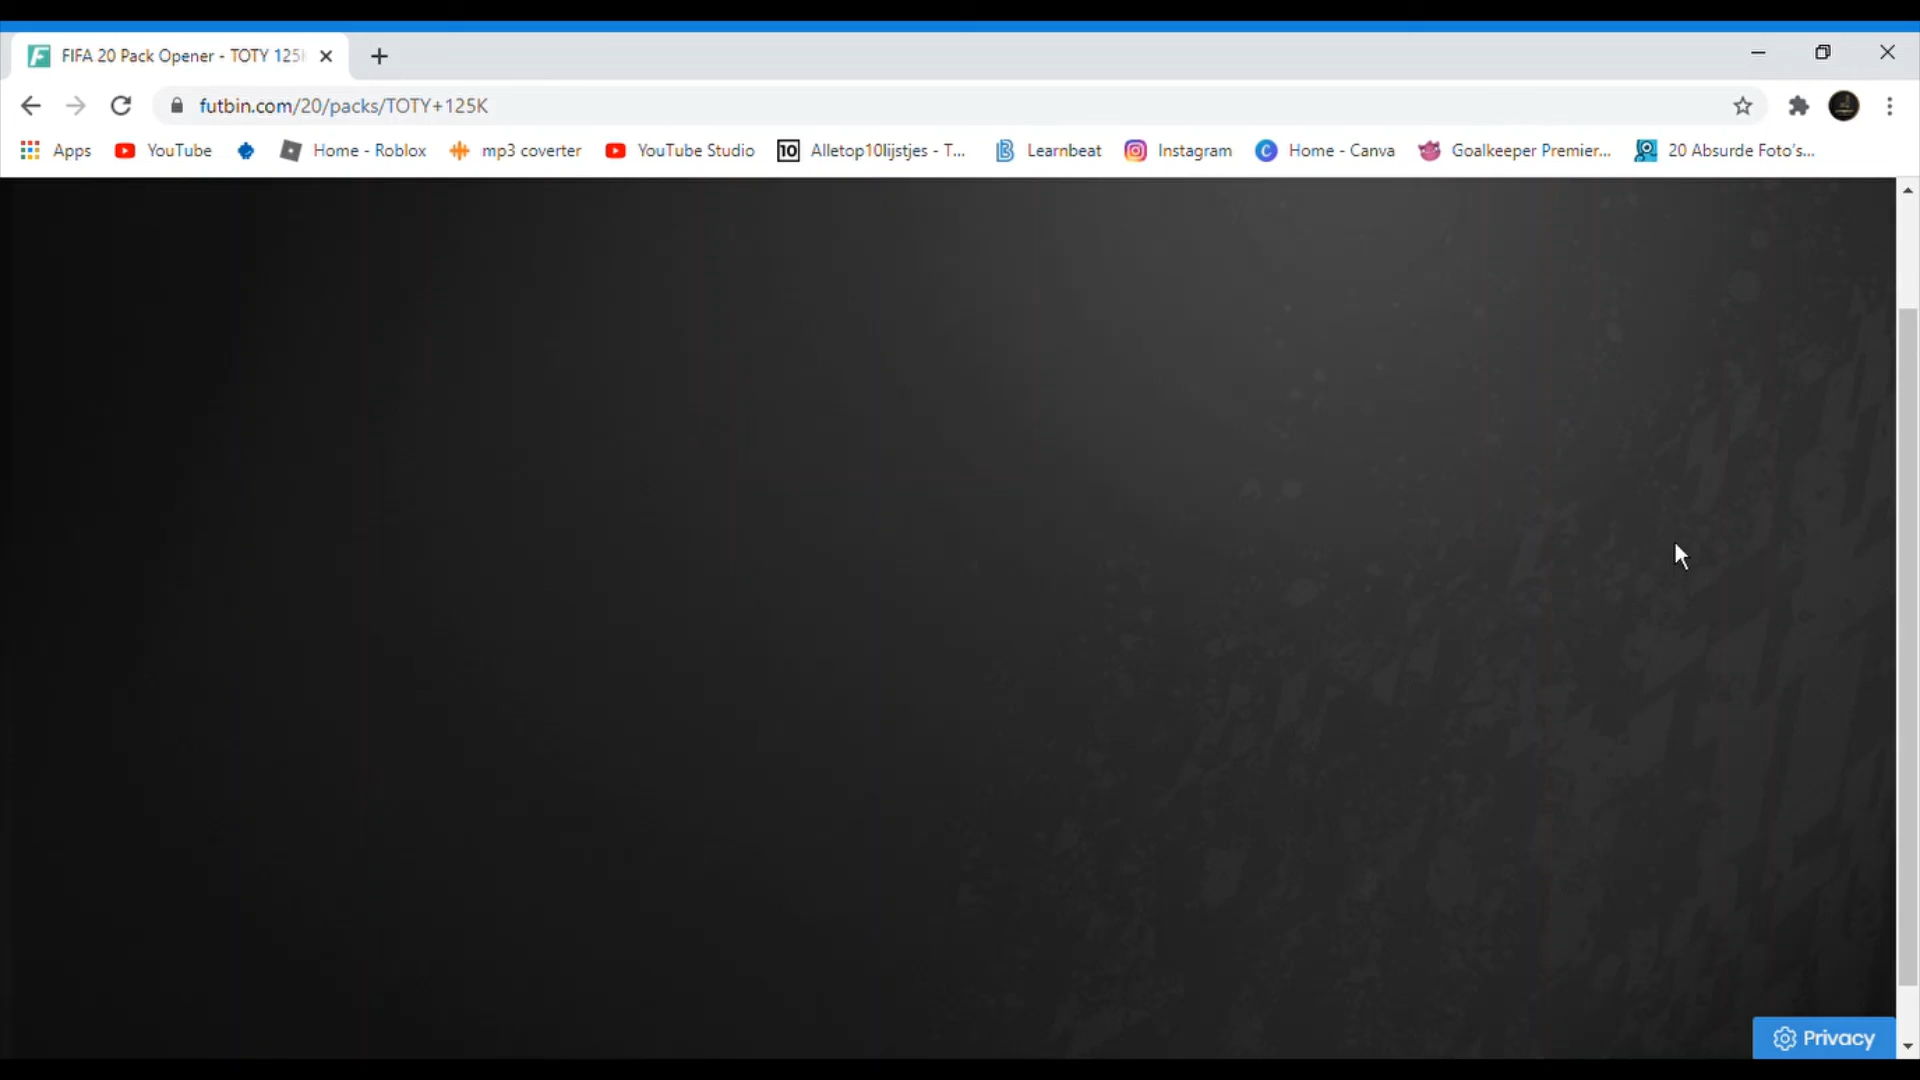 FIFA 20 Pack Opener - TOTY 125
futbin.com/20/packs/TOTY+125K
Apps YouTube Home - Roblox mp3 coverter YouTube Studio 10 Alletop10lijstjes - T... Learnbeat Instagram C Home - Canva Goalkeeper Premier... 20 Absurde Foto's...
Privacy